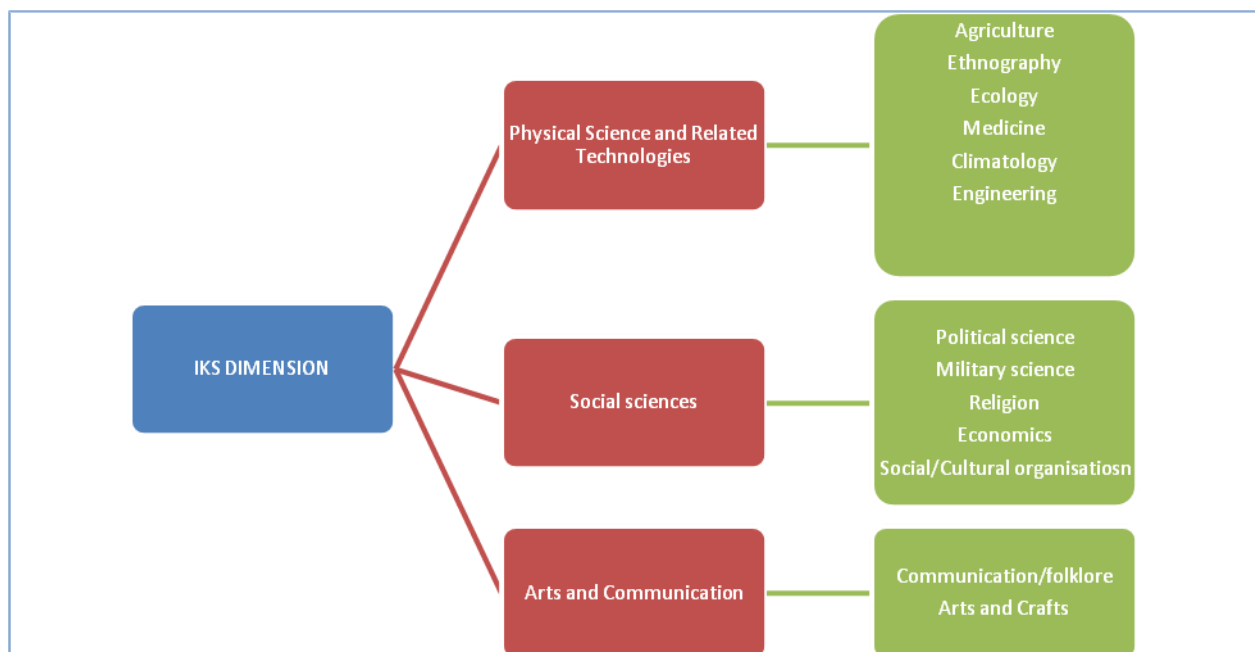 Agriculture
Ethnography
Ecology
Medicine
Climatology
Engineering
Physical Science and Related
Technologies
IKS DIMENSION
Social sciences
Political science
Military science
Religion
Economics
Social/Cultural organisatiosn
Arts and Communication
Communication/folklore
Arts and Crafts